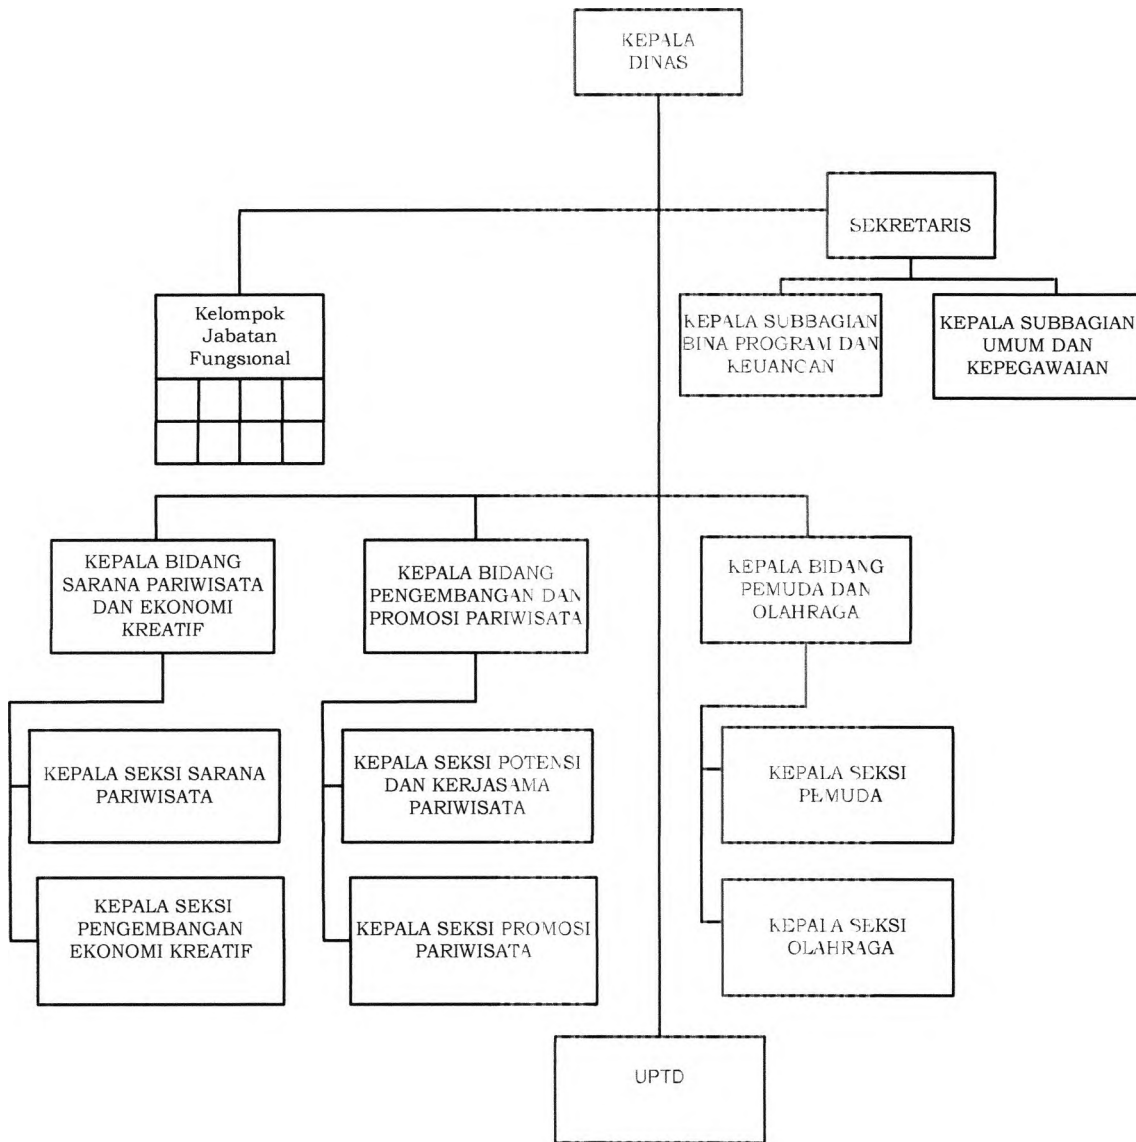 KEPALA
DINAS
SEKRETARIS
Kelompok
Jabatan
Fungsional
KEPALA SUBBAGIAN
BINA PROGRAM DAN
KEUANGAN
KEPALA SUBBAGIAN
UMUM DAN
KEPEGAWAIAN
KEPALA BIDANG
SARANA PARIWISATA
DAN EKONOMI
KREATIF
KEPALA BIDANG
PENGEMBANGAN DAN
PROMOSI PARIWISATA
KEPALA BIDANG
PEMUDA DAN
OLAHRAGA
KEPALA SEKSI SARANA
PARIWISATA
KEPALA SEKSI POTENSI
DAN KERJASAMA
PARIWISATA
KEPALA SEKSI
PEMUDA
KEPALA SEKSI
PENGEMBANGAN
EKONOMI KREATIF
KEPALA SEKSI PROMOSI
PARIWISATA
KEPALA SEKSI
OLAHRAGA
UPTD